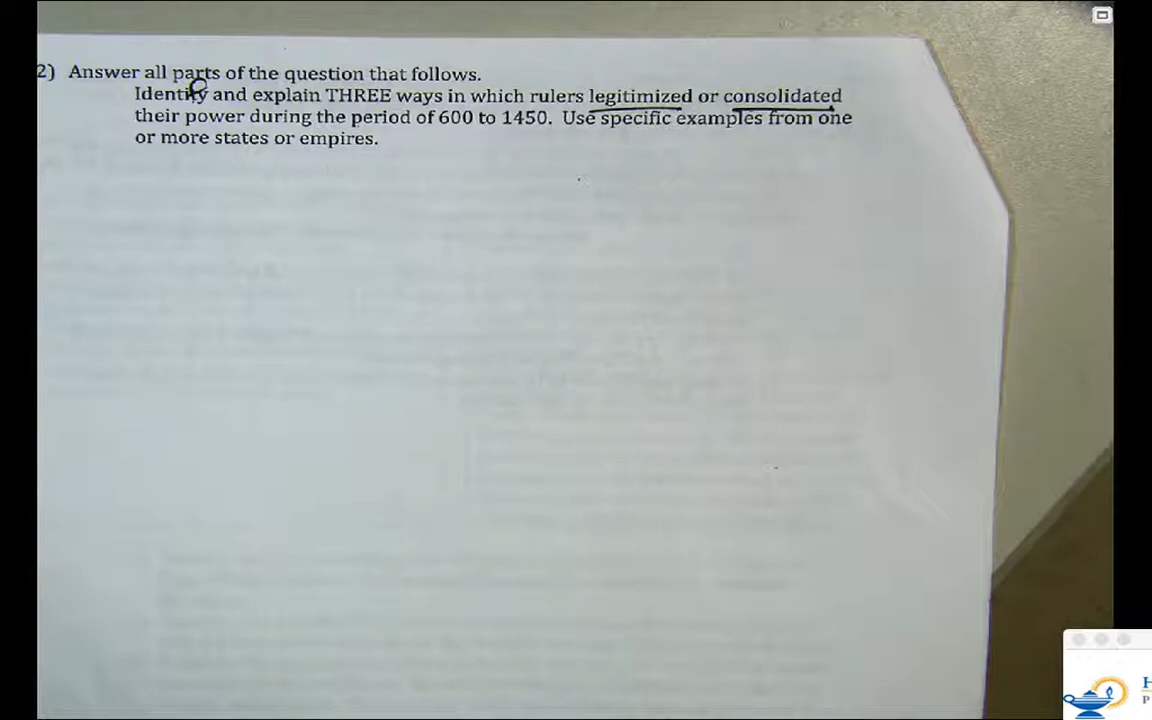 2) Answer all parts of the question that follows.
Identify and explain THREE ways in which rulers legitimized or consolidated
their power during the period of 600 to 1450. Use specific examples from one
or more states or empires.
H
P